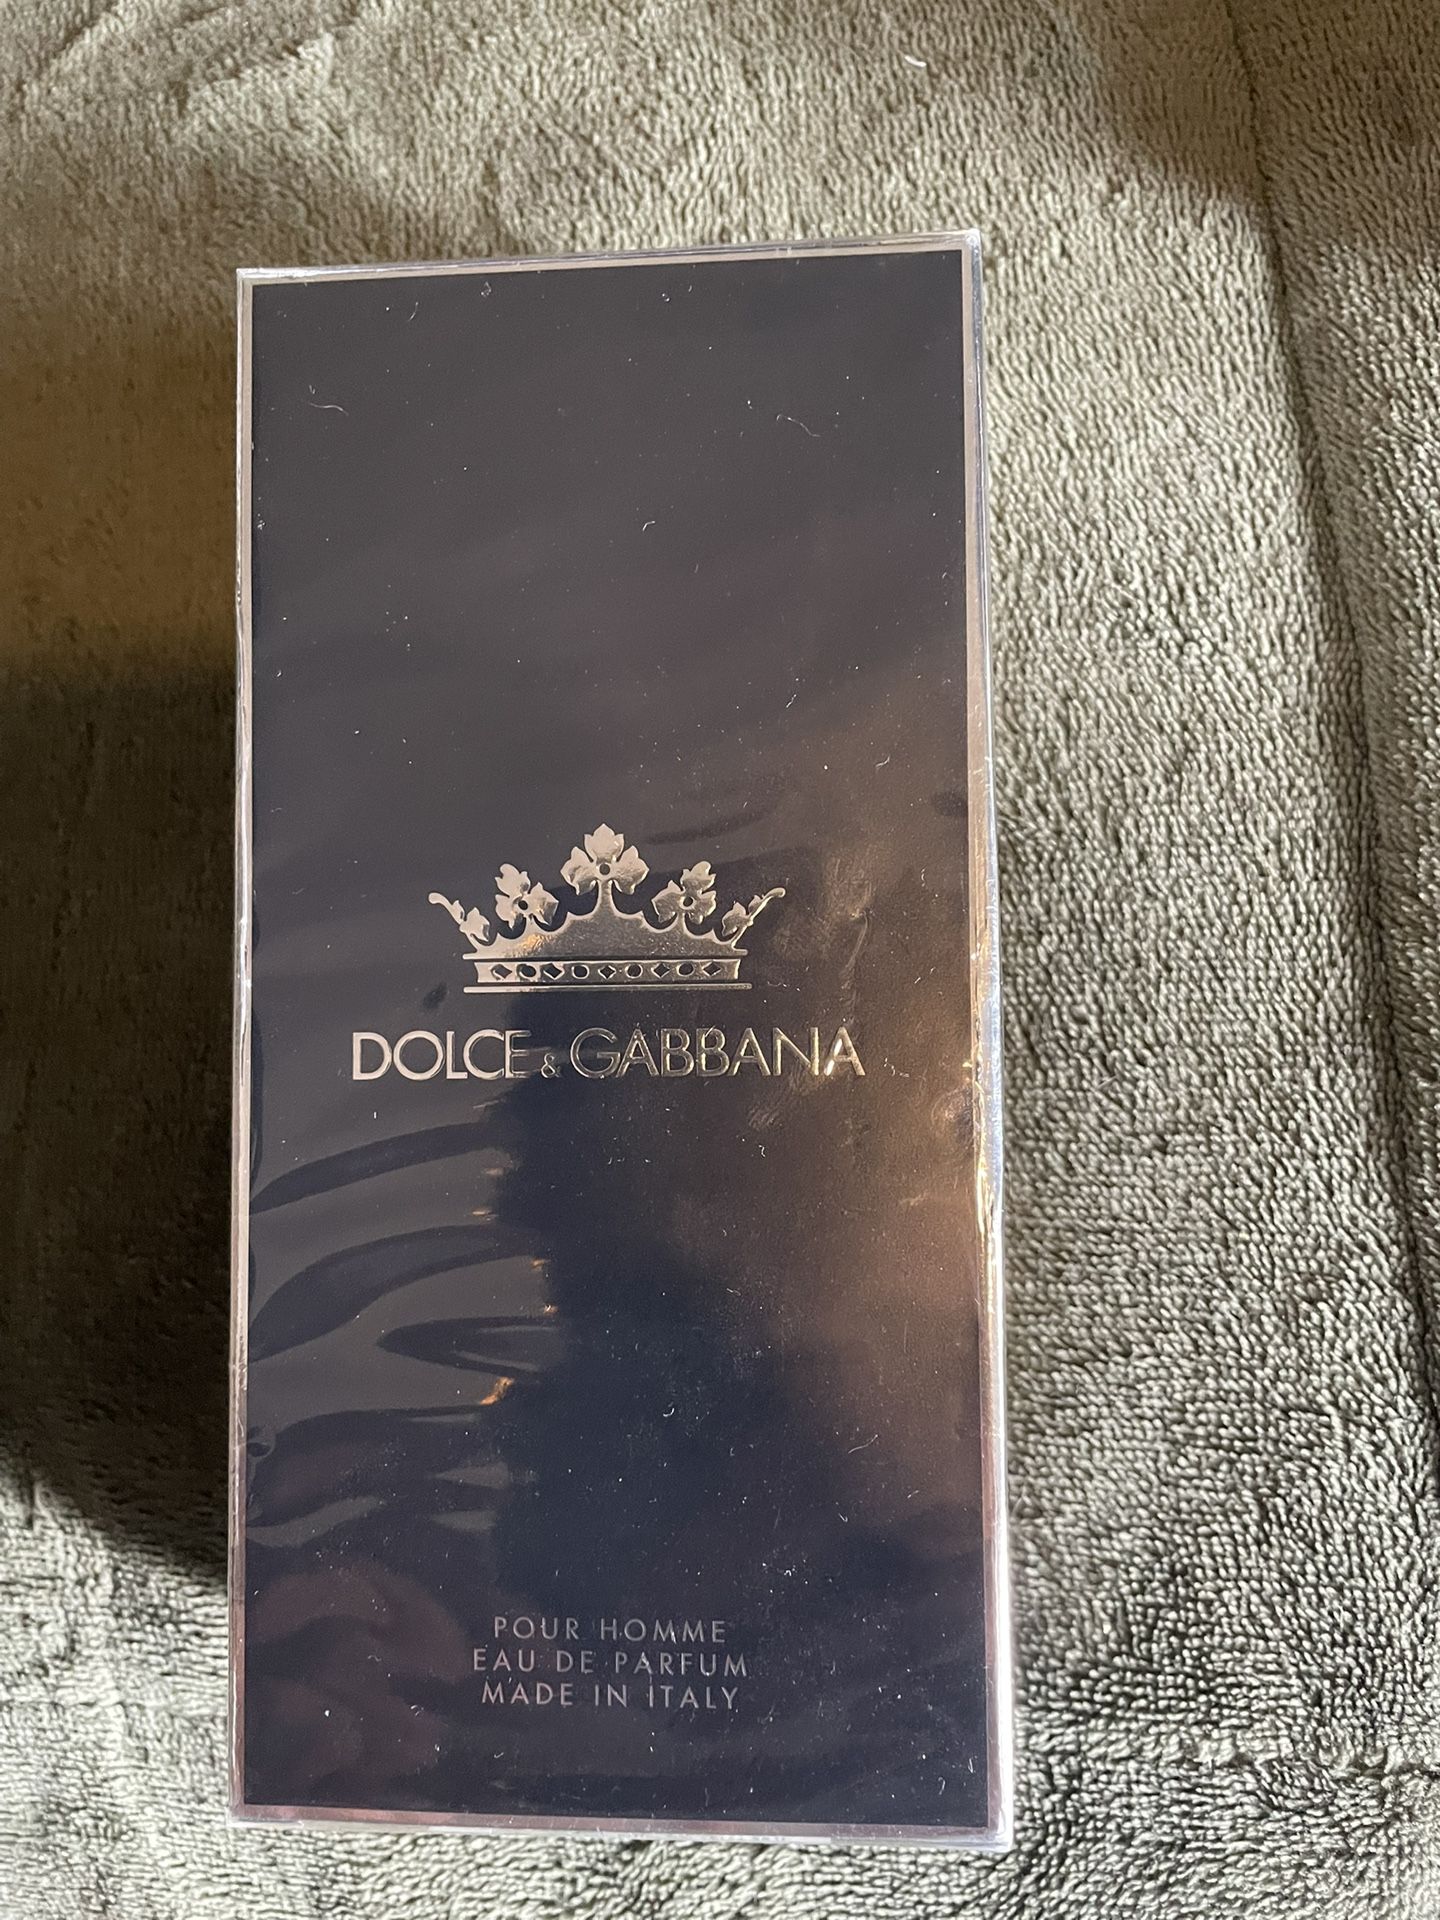 DOLCE & GABBANA
POUR HOMME
EAU DE PARFUM
MADE IN ITALY